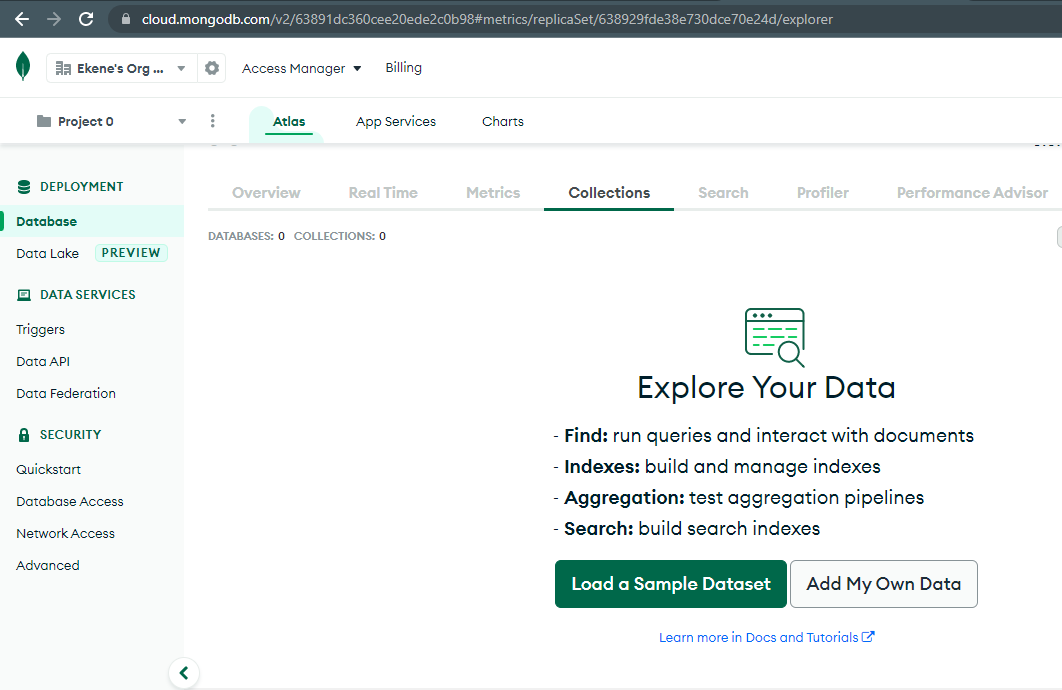 cloud.mongodb.com/v2/63891dc360cee20ede2c0b98#metrics/replicaSet/638929fde38e730dce70e24d/explorer
Ekene's Org ... Access Manager Billing
Project 0 Atlas App Services Charts
DEPLOYMENT
Database
Data Lake PREVIEW
DATA SERVICES
Triggers
Data API
Data Federation
SECURITY
Quickstart
Database Access
Network Access
Advanced
Overview Real Time Metrics Collections Search Profiler Performance Advisor
DATABASES: 0 COLLECTIONS: 0
Explore Your Data
- Find: run queries and interact with documents
- Indexes: build and manage indexes
- Aggregation: test aggregation pipelines
- Search: build search indexes
Load a Sample Dataset Add My Own Data
Learn more in Docs and Tutorials